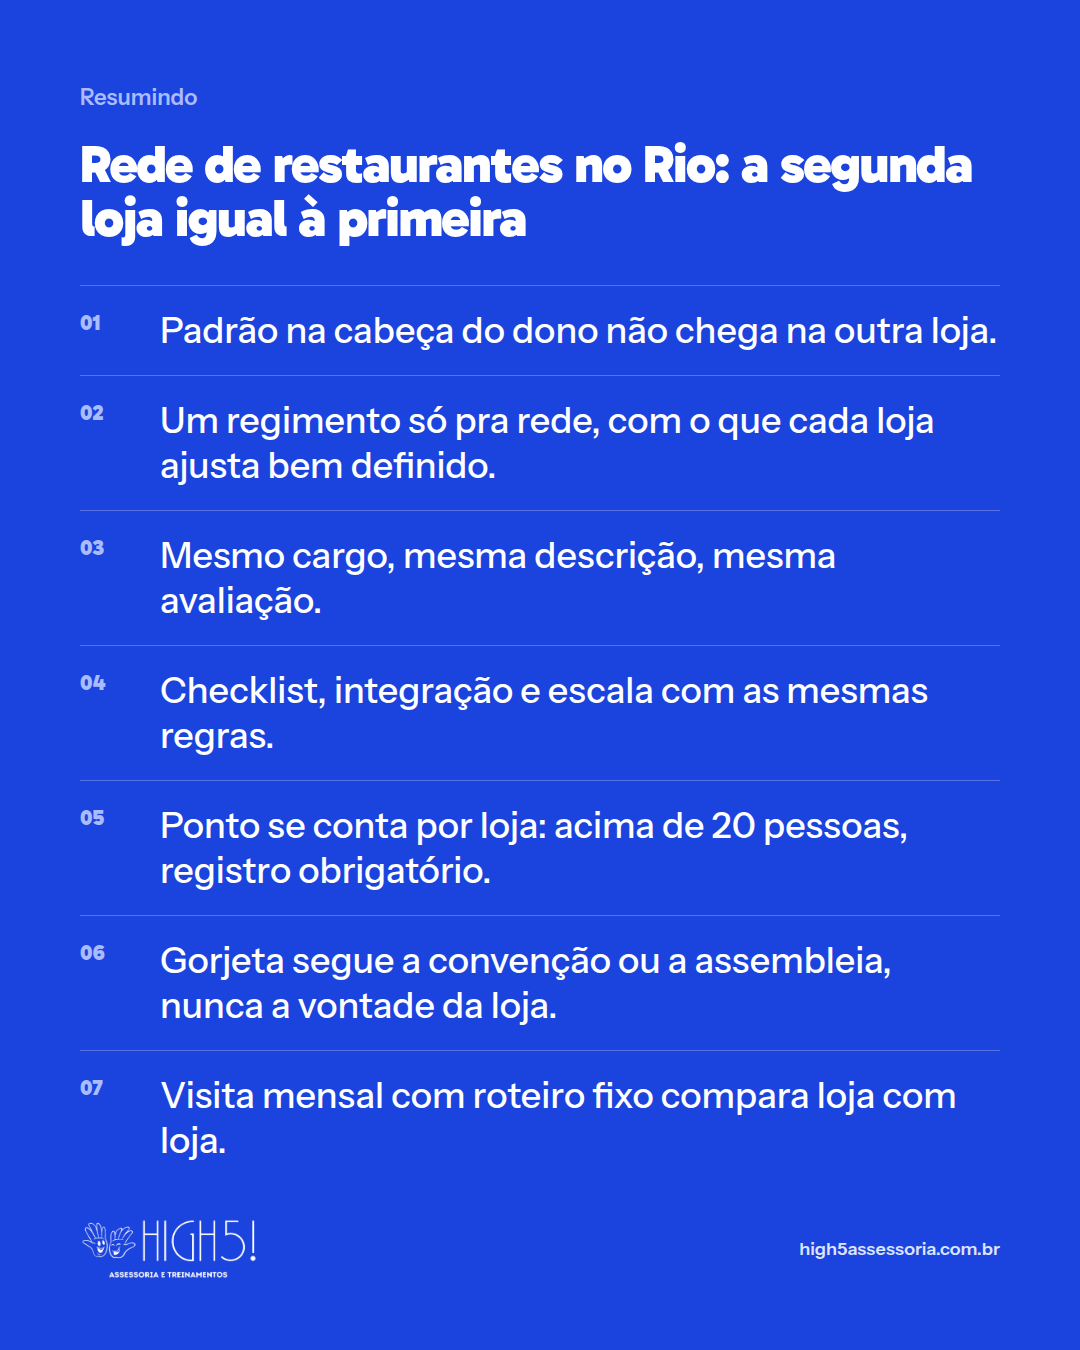 Resumindo
Rede de restaurantes no Rio: a segunda
loja igual à primeira
01
Padrão na cabeça do dono não chega na outra loja.
02
Um regimento só pra rede, com o que cada loja
ajusta bem definido.
03
Mesmo cargo, mesma descrição, mesma
avaliação.
04
Checklist, integração e escala com as mesmas
regras.
05
Ponto se conta por loja: acima de 20 pessoas,
registro obrigatório.
06
Gorjeta segue a convenção ou a assembleia,
nunca a vontade da loja.
07
Visita mensal com roteiro fixo compara loja com
loja.
HIGH5!
ASSESSORIA E TREINAMENTOS
high5assessoria.com.br